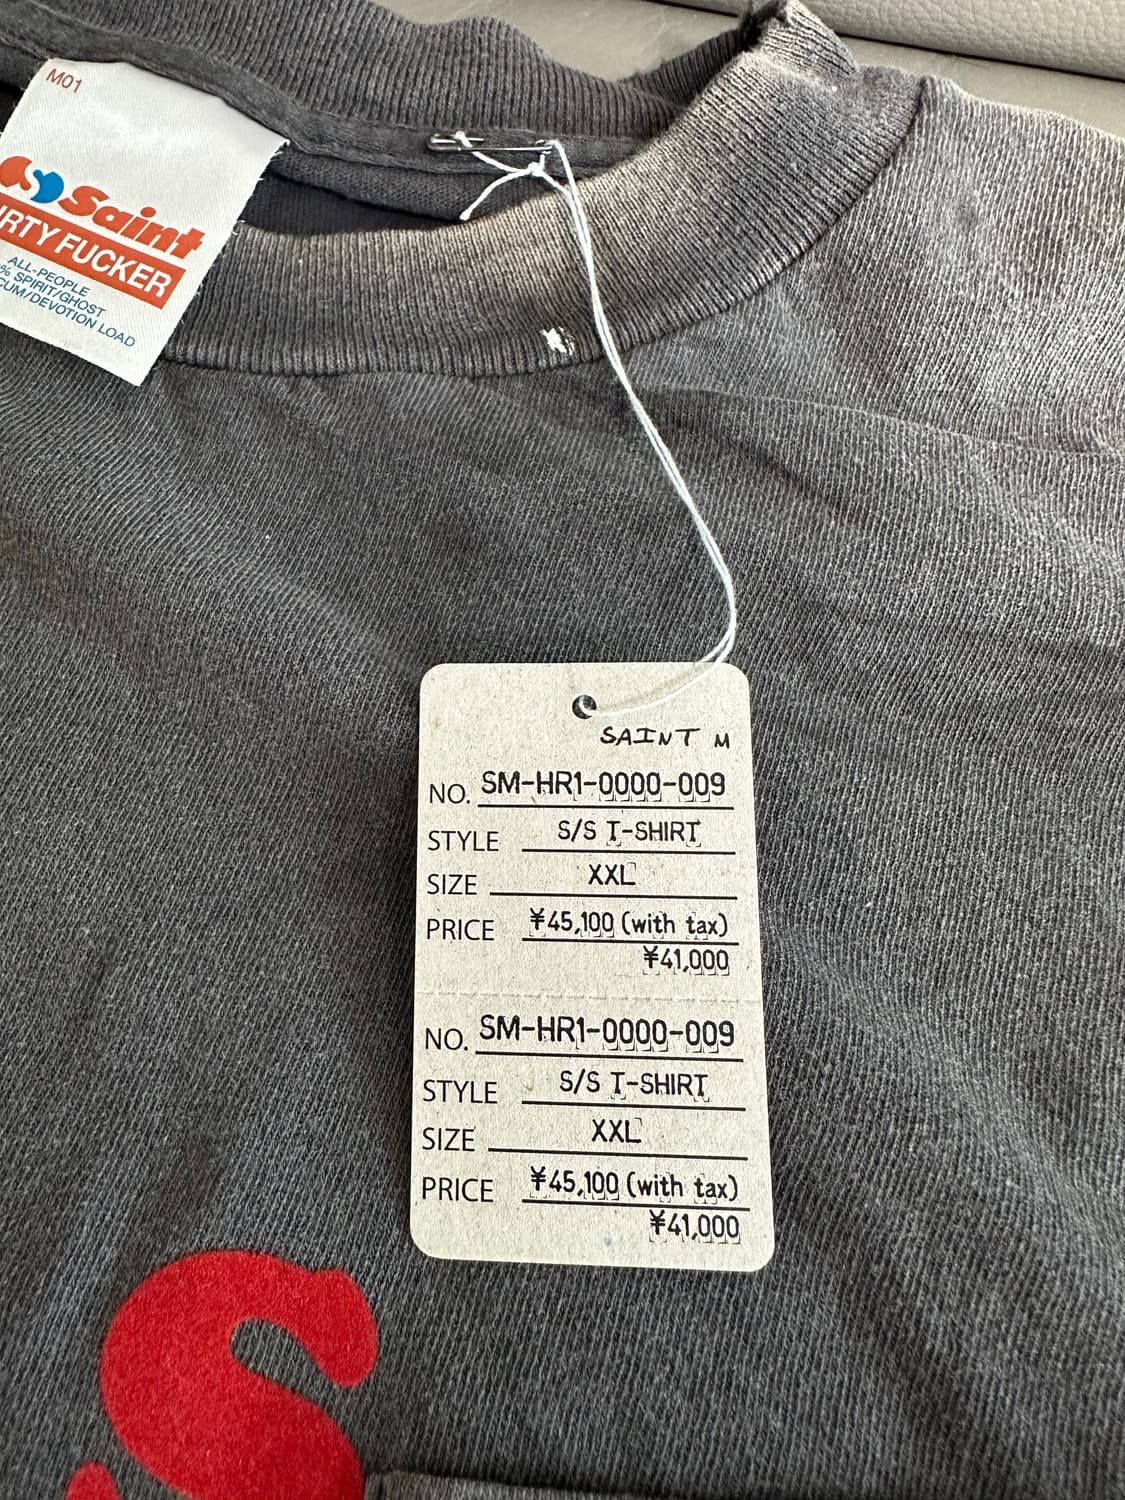 M01
Saint
IRTY FUCKER
ALL-PEOPLE
% SPIRIT/GHOST
CUM/DEVOTION LOAD
SAINT M
NO. SM-HR1-0000-009
STYLE S/S T-SHIRT
SIZE XXL
PRICE ¥45,100 (with tax)
¥41,000
NO. SM-HR1-0000-009
STYLE S/S T-SHIRT
SIZE XXL
PRICE ¥45,100 (with tax)
¥41,000
S